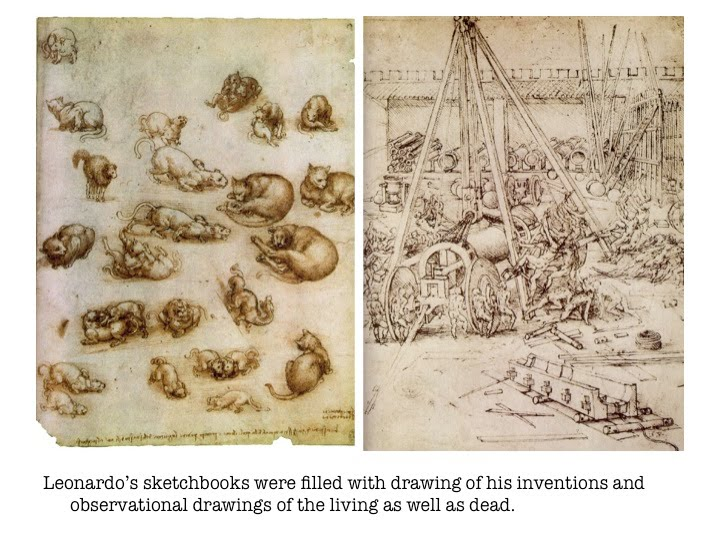 Leonardo's sketchbooks were filled with drawing of his inventions and
observational drawings of the living as well as dead.